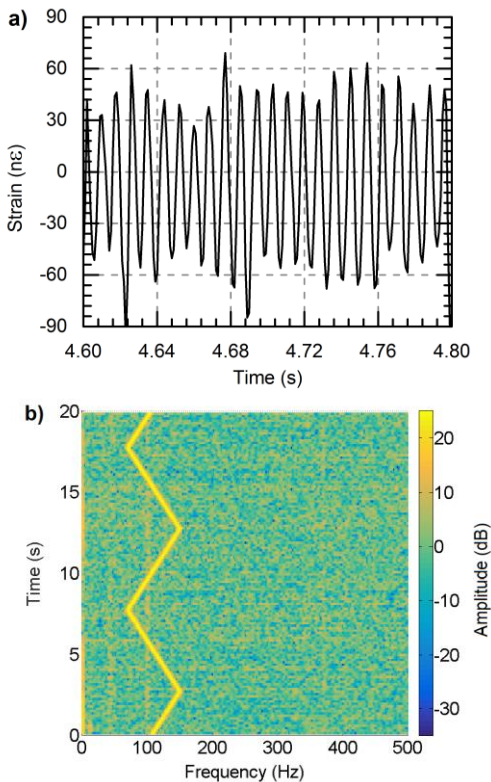 a)
90
60
30
0
-30
-60
-90
Strain (nε)
4.60 4.64 4.68 4.72 4.76 4.80
Time (s)
b)
20
15
10
5
0
Time (s)
0 100 200 300 400 500
Frequency (Hz)
20
10
0
-10
-20
-30
Amplitude (dB)